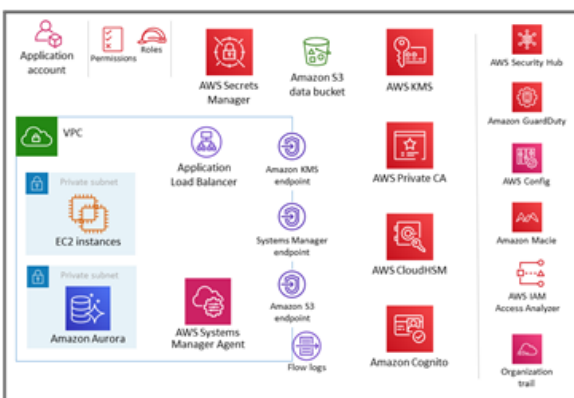 Application
account
Permissions
Roles
AWS Secrets
Manager
Amazon S3
data bucket
AWS KMS
AWS Security Hub
VPC
Application
Load Balancer
Amazon KMS
endpoint
AWS Private CA
Amazon GuardDuty
AWS Config
Private subnet
EC2 instances
Systems Manager
endpoint
AWS CloudHSM
Amazon Macie
Private subnet
Amazon Aurora
AWS Systems
Manager Agent
Amazon S3
endpoint
Flow logs
Amazon Cognito
AWS IAM
Access Analyzer
Organization
trail